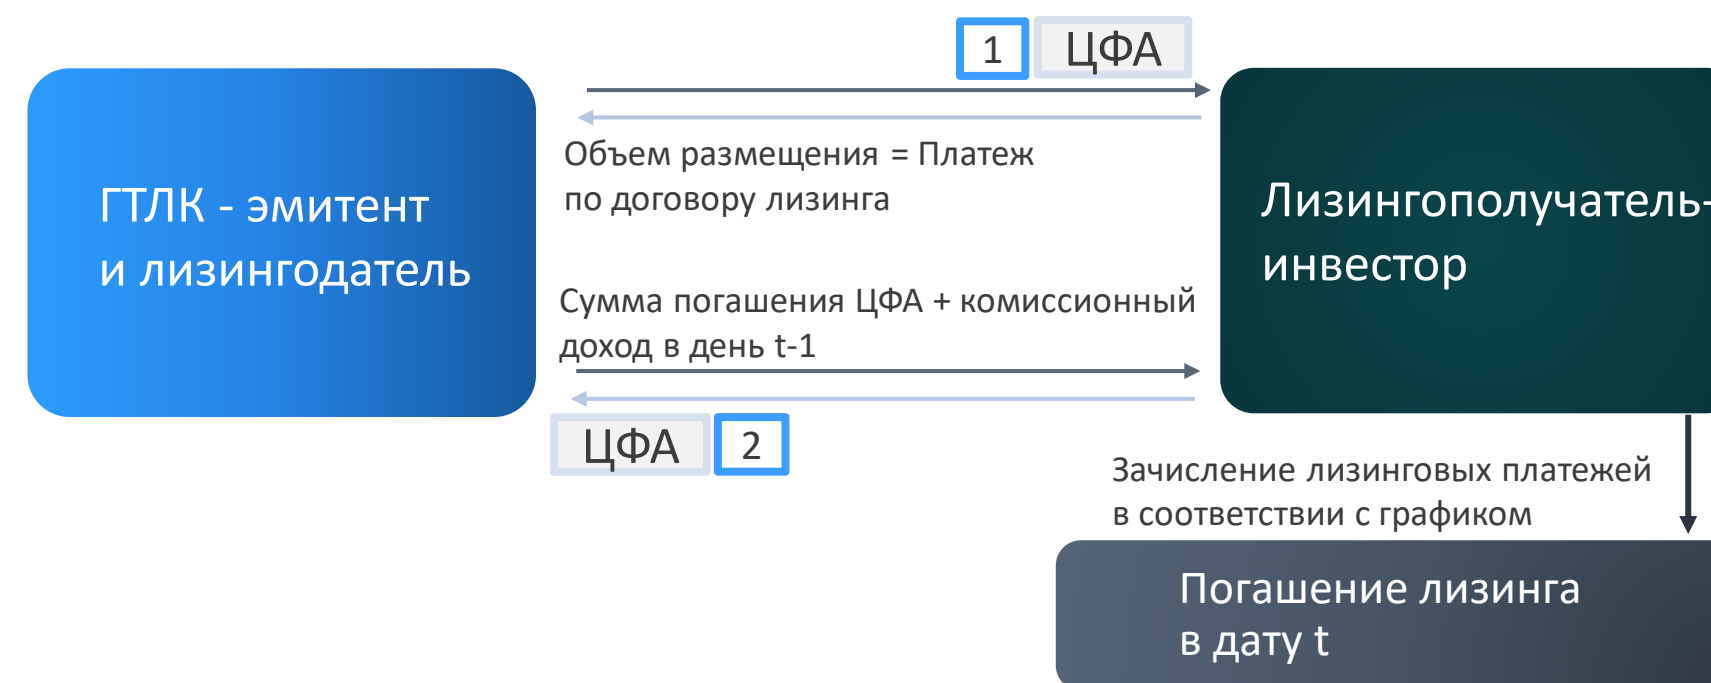 1 ЦФА
ГТЛК - эмитент
и лизингодатель
Объем размещения = Платеж
по договору лизинга
Сумма погашения ЦФА + комиссионный
доход в день t-1
ЦФА 2
Лизингополучатель-
инвестор
Зачисление лизинговых платежей
в соответствии с графиком
Погашение лизинга
в дату t